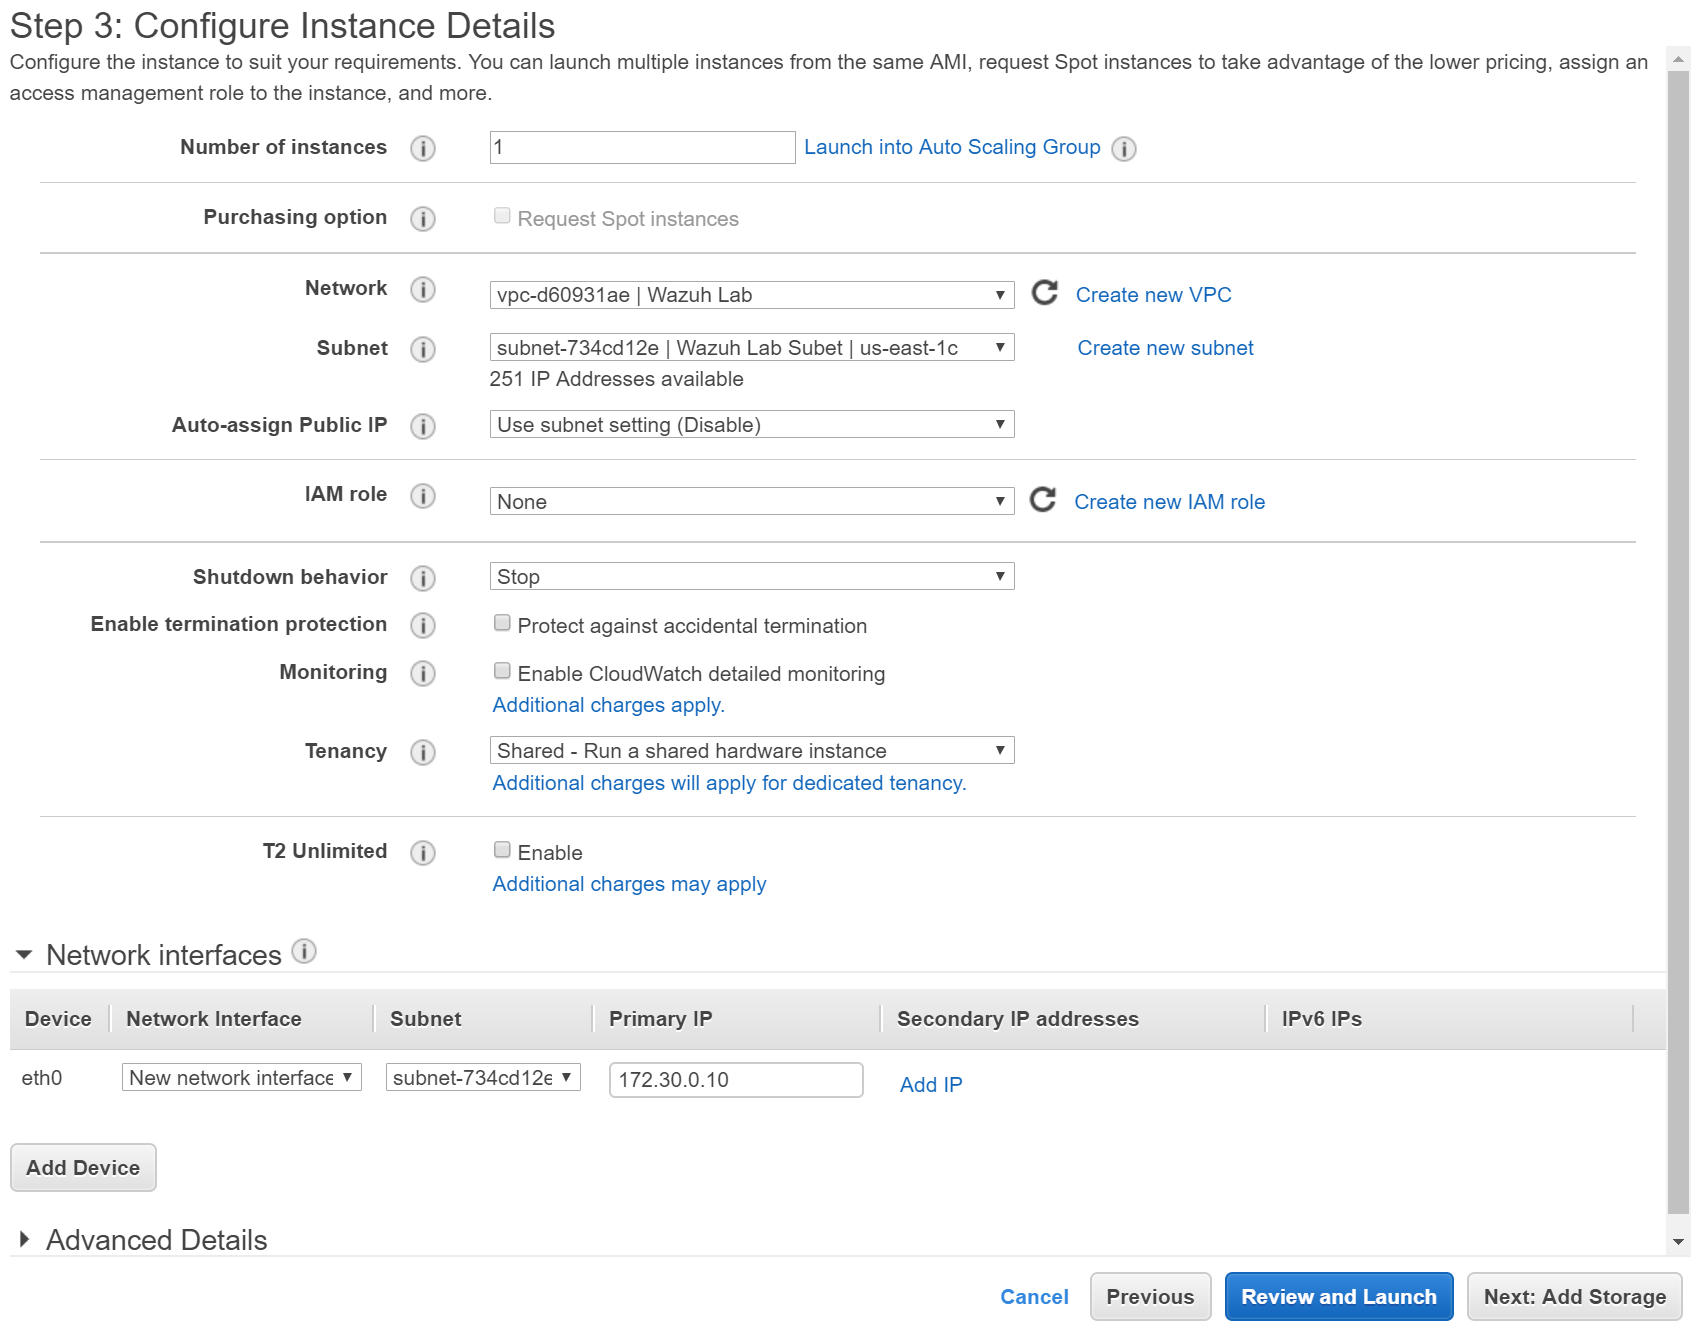 Step 3: Configure Instance Details
Configure the instance to suit your requirements. You can launch multiple instances from the same AMI, request Spot instances to take advantage of the lower pricing, assign an
access management role to the instance, and more.
Number of instances 1 Launch into Auto Scaling Group
Purchasing option Request Spot instances
Network vpc-d60931ae | Wazuh Lab Create new VPC
Subnet subnet-734cd12e | Wazuh Lab Subet | us-east-1c Create new subnet
251 IP Addresses available
Auto-assign Public IP Use subnet setting (Disable)
IAM role None Create new IAM role
Shutdown behavior Stop
Enable termination protection Protect against accidental termination
Monitoring Enable CloudWatch detailed monitoring
Additional charges apply.
Tenancy Shared - Run a shared hardware instance
Additional charges will apply for dedicated tenancy.
T2 Unlimited Enable
Additional charges may apply
Network interfaces
Device Network Interface Subnet Primary IP Secondary IP addresses IPv6 IPs
eth0 New network interface subnet-734cd12e 172.30.0.10 Add IP
Add Device
Advanced Details
Cancel Previous Review and Launch Next: Add Storage